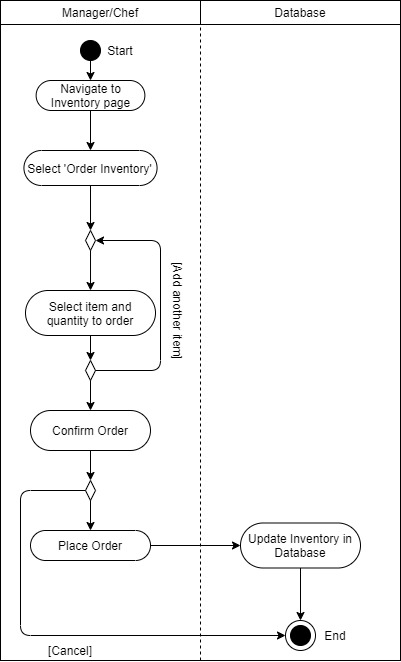 Manager/Chef
Database
Start
Navigate to
Inventory page
Select 'Order Inventory'
[Add another item]
Select item and
quantity to order
Confirm Order
Place Order
Update Inventory in
Database
End
[Cancel]